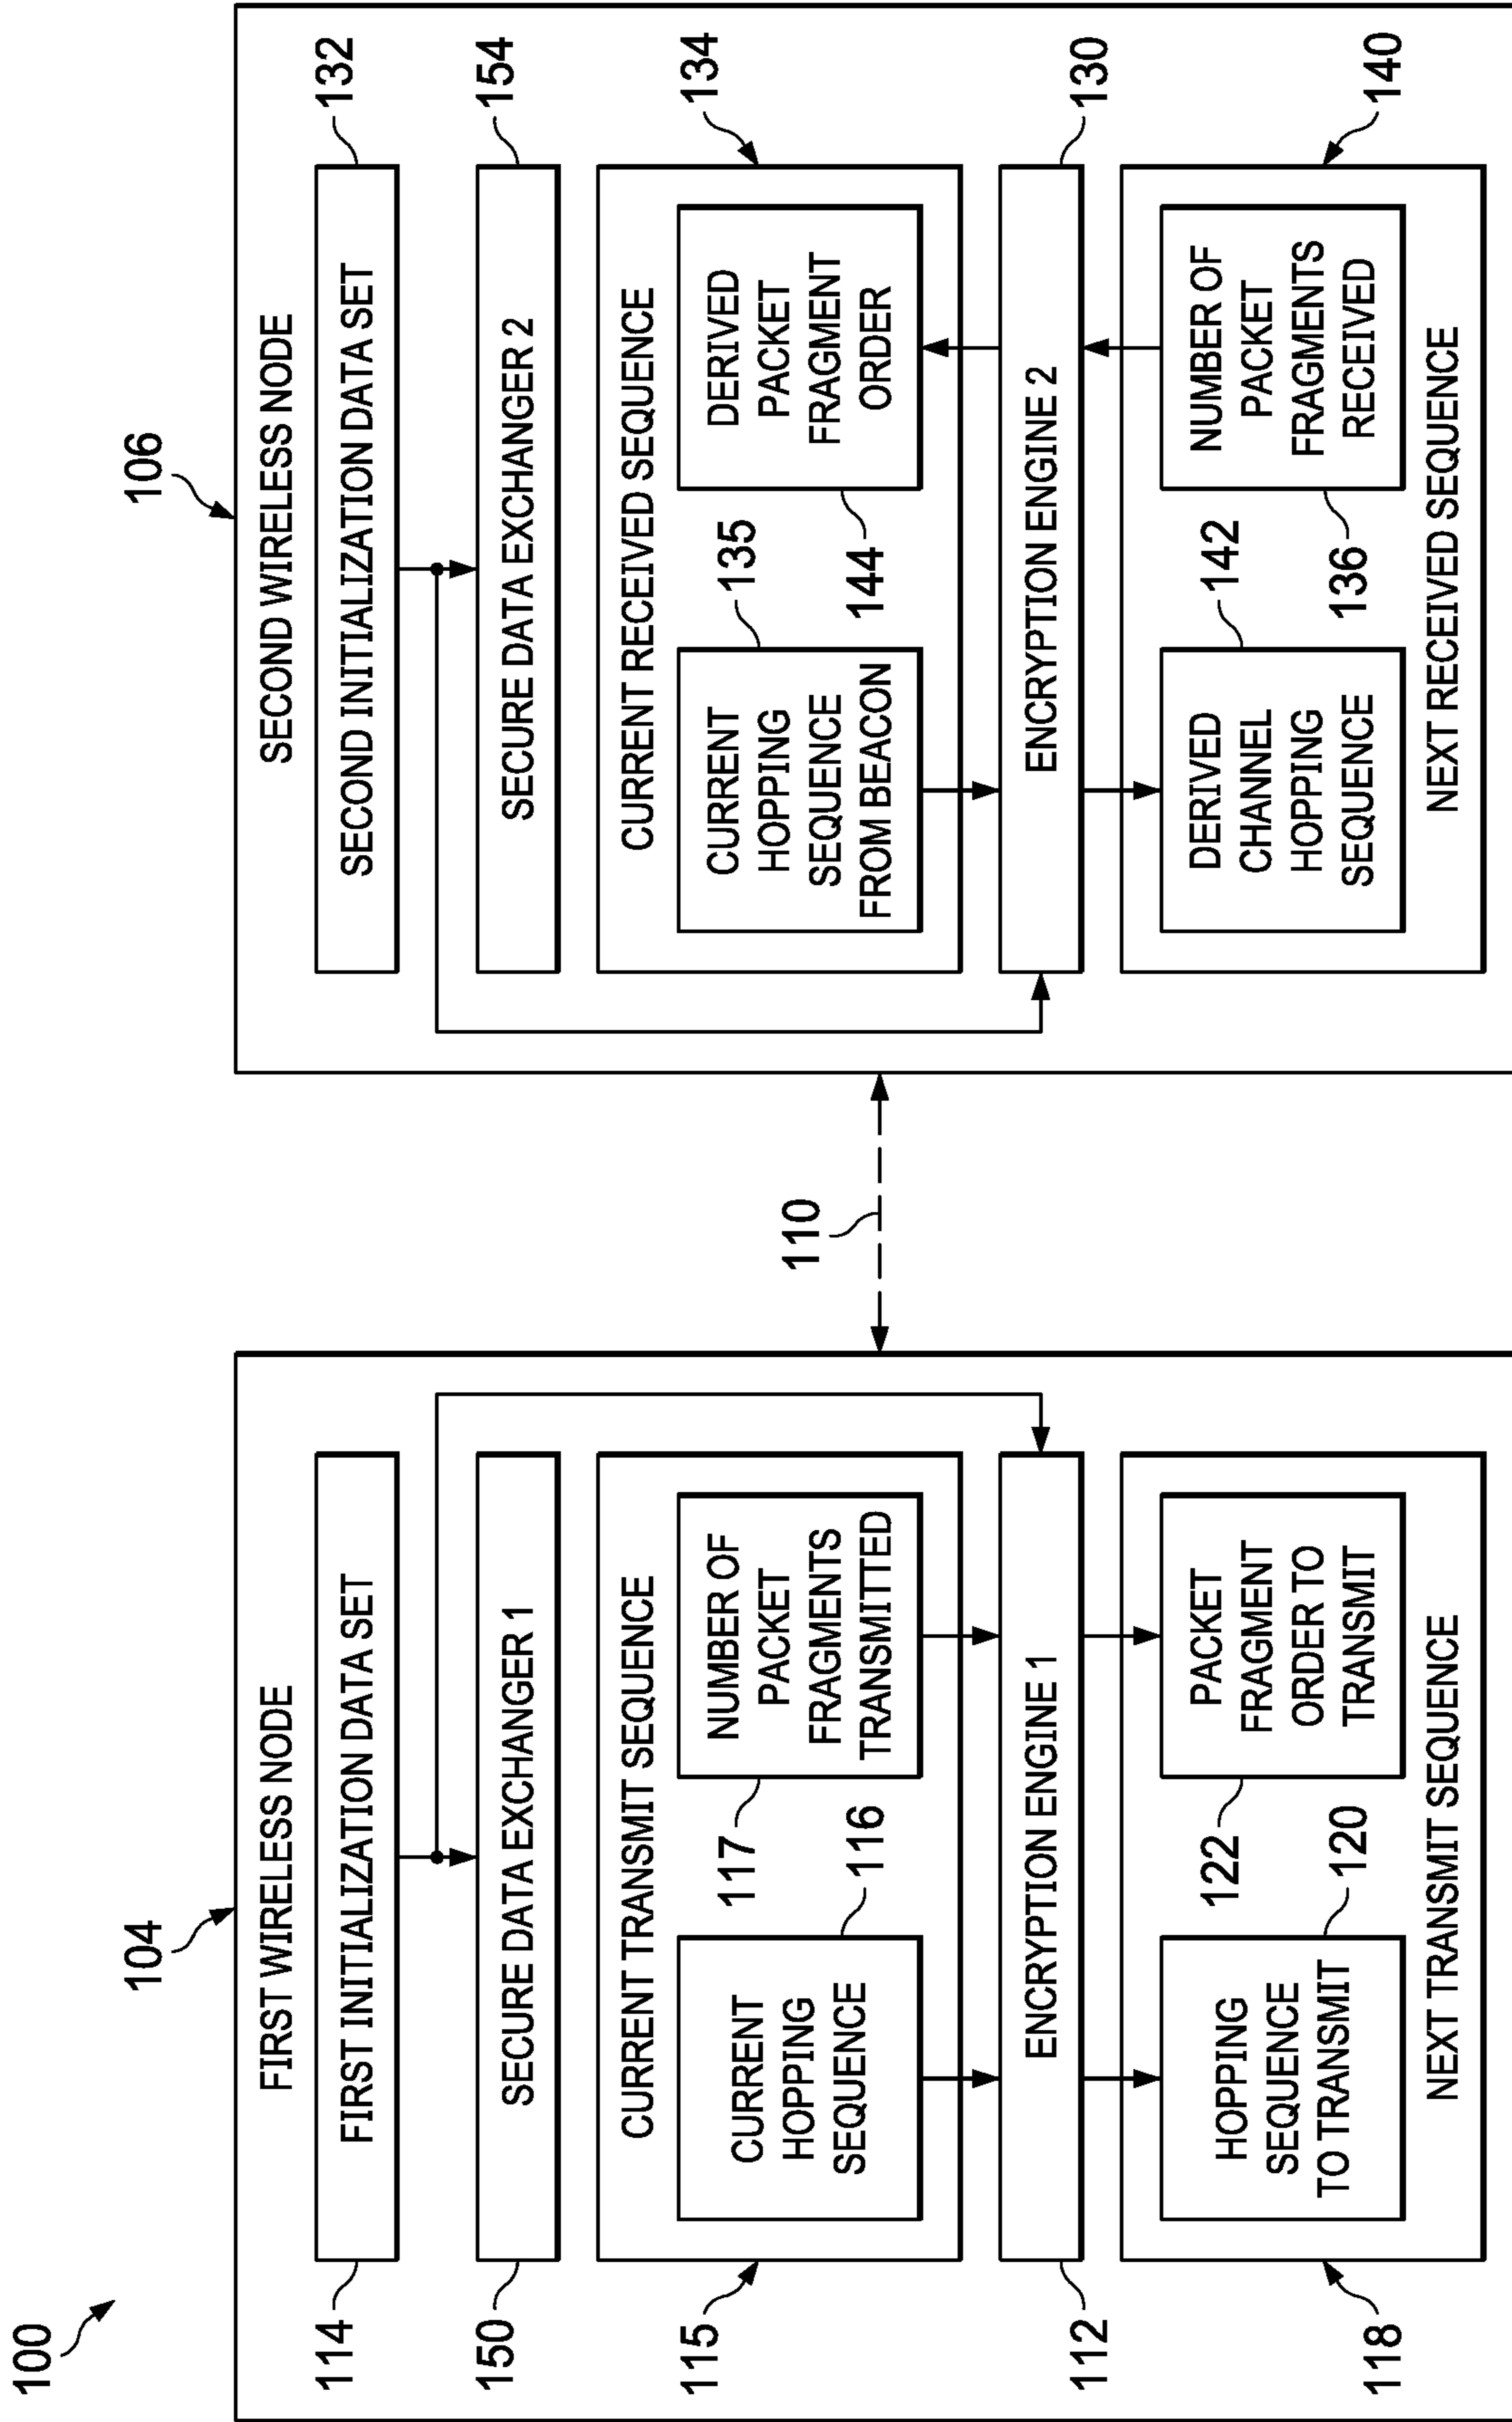 100
104
FIRST WIRELESS NODE
114
FIRST INITIALIZATION DATA SET
150
SECURE DATA EXCHANGER 1
115
CURRENT TRANSMIT SEQUENCE
CURRENT
HOPPING
SEQUENCE
116
117
NUMBER OF
PACKET
FRAGMENTS
TRANSMITTED
112
ENCRYPTION ENGINE 1
118
HOPPING
SEQUENCE
TO TRANSMIT
120
122
PACKET
FRAGMENT
ORDER TO
TRANSMIT
NEXT TRANSMIT SEQUENCE
110
106
SECOND WIRELESS NODE
SECOND INITIALIZATION DATA SET
132
SECURE DATA EXCHANGER 2
154
CURRENT RECEIVED SEQUENCE
134
CURRENT
HOPPING
SEQUENCE
FROM BEACON
135
144
DERIVED
PACKET
FRAGMENT
ORDER
ENCRYPTION ENGINE 2
130
DERIVED
CHANNEL
HOPPING
SEQUENCE
142
136
NUMBER OF
PACKET
FRAGMENTS
RECEIVED
140
NEXT RECEIVED SEQUENCE